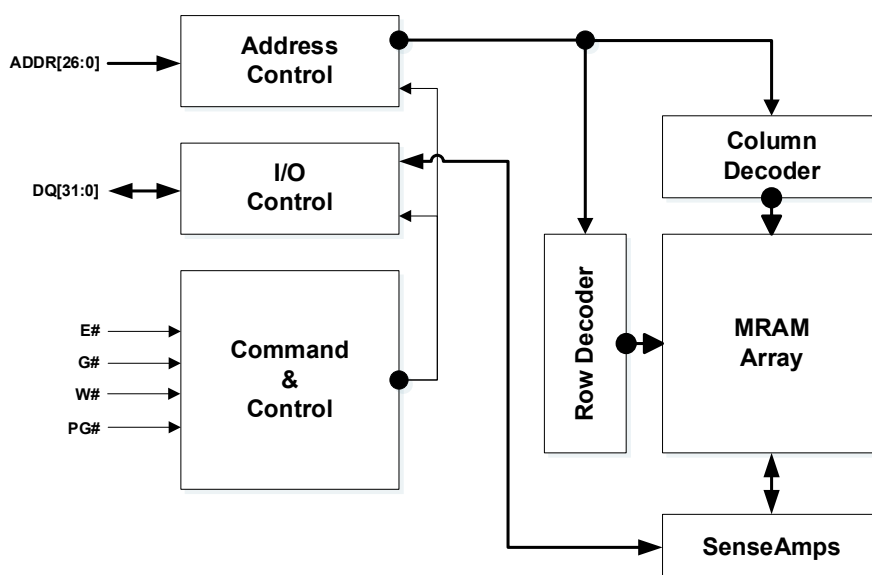 ADDR[26:0]
Address
Control
Column
Decoder
DQ[31:0]
I/O
Control
Row Decoder
MRAM
Array
E#
G#
W#
PG#
Command
&
Control
SenseAmps